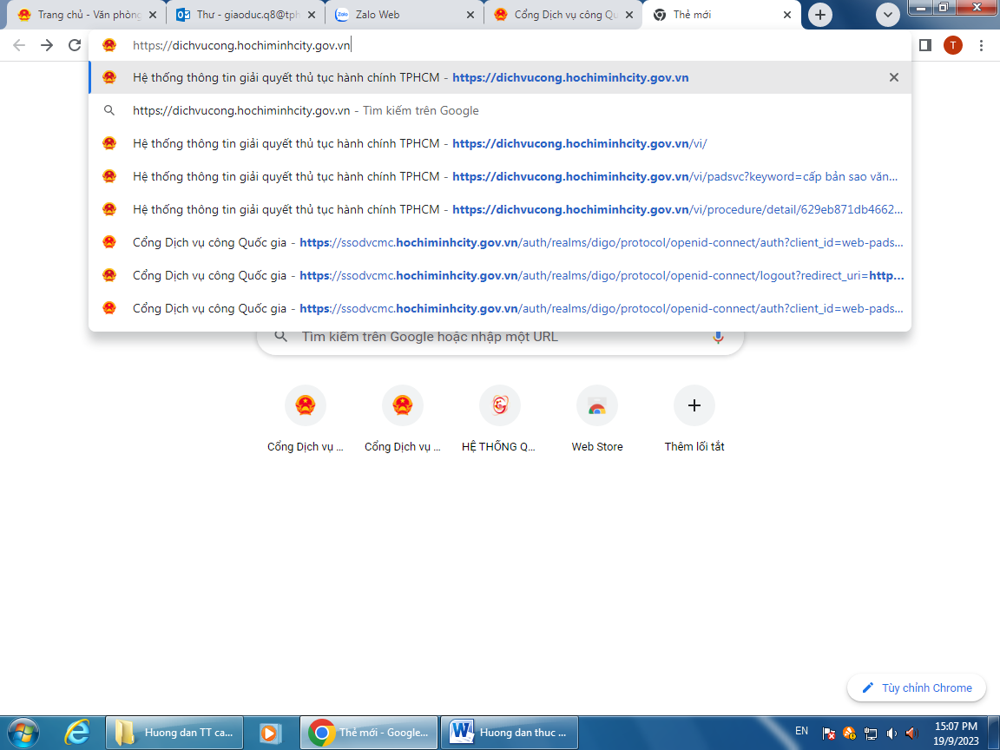 Trang chủ - Văn phòng
Thư - giaoduc.q8@tph
Zalo Web
Cổng Dịch vụ công Qu
Thẻ mới
https://dichvucong.hochiminhcity.gov.vn
T
Hệ thống thông tin giải quyết thủ tục hành chính TPHCM - https://dichvucong.hochiminhcity.gov.vn
https://dichvucong.hochiminhcity.gov.vn - Tìm kiếm trên Google
Hệ thống thông tin giải quyết thủ tục hành chính TPHCM - https://dichvucong.hochiminhcity.gov.vn/vi/
Hệ thống thông tin giải quyết thủ tục hành chính TPHCM - https://dichvucong.hochiminhcity.gov.vn/vi/padsvc?keyword=cấp bản sao văn...
Hệ thống thông tin giải quyết thủ tục hành chính TPHCM - https://dichvucong.hochiminhcity.gov.vn/vi/procedure/detail/629eb871db4662...
Cổng Dịch vụ công Quốc gia - https://ssodvcmc.hochiminhcity.gov.vn/auth/realms/digo/protocol/openid-connect/auth?client_id=web-pads...
Cổng Dịch vụ công Quốc gia - https://ssodvcmc.hochiminhcity.gov.vn/auth/realms/digo/protocol/openid-connect/logout?redirect_uri=http...
Cổng Dịch vụ công Quốc gia - https://ssodvcmc.hochiminhcity.gov.vn/auth/realms/digo/protocol/openid-connect/auth?client_id=web-pads...
Tìm kiếm trên Google hoặc nhập một URL
Cổng Dịch vụ ...
Cổng Dịch vụ ...
HỆ THỐNG Q...
Web Store
Thêm lối tắt
Tùy chỉnh Chrome
Huong dan TT ca...
Thẻ mới - Google...
Huong dan thuc ...
EN
15:07 PM
19/9/2023